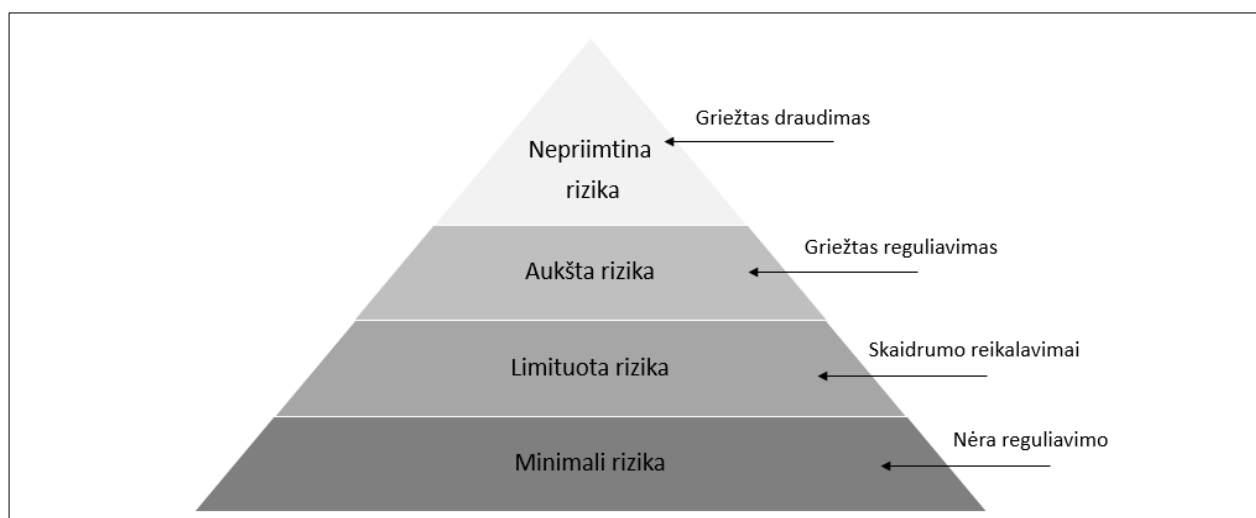 Griežtas draudimas
Nepriimtina
rizika
Griežtas reguliavimas
Aukšta rizika
Skaidrumo reikalavimai
Limituota rizika
Nėra reguliavimo
Minimali rizika